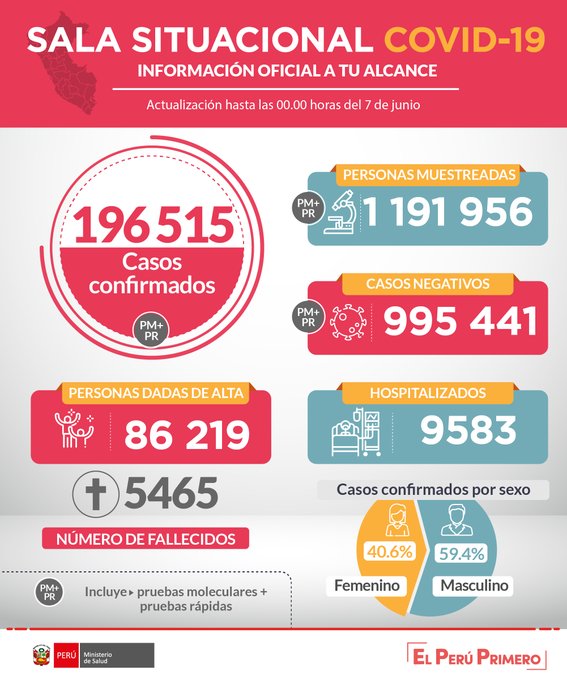 SALA SITUACIONAL COVID-19
INFORMACIÓN OFICIAL A TU ALCANCE
Actualización hasta las 00.00 horas del 7 de junio
196 515
Casos
confirmados
PM+
PR
PERSONAS MUESTREADAS
PM+
PR
1 191 956
CASOS NEGATIVOS
PM+
PR
995 441
PERSONAS DADAS DE ALTA
86 219
HOSPITALIZADOS
9583
5465
NÚMERO DE FALLECIDOS
Casos confirmados por sexo
40.6%
59.4%
Femenino
Masculino
PM+
PR
Incluye pruebas moleculares +
pruebas rápidas
PERÚ
Ministerio
de Salud
EL PERÚ PRIMERO